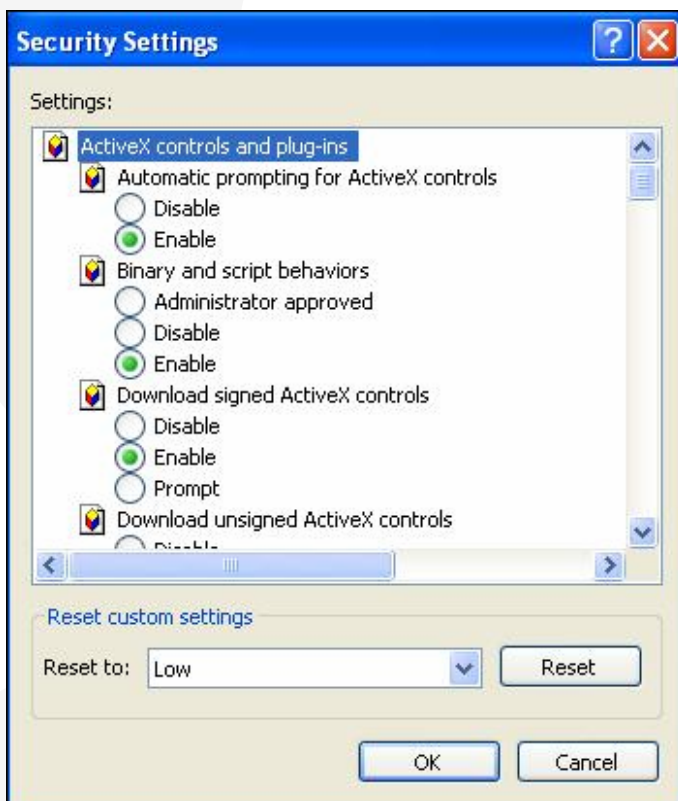 Security Settings
Settings:
ActiveX controls and plug-ins
Automatic prompting for ActiveX controls
Disable
Enable
Binary and script behaviors
Administrator approved
Disable
Enable
Download signed ActiveX controls
Disable
Enable
Prompt
Download unsigned ActiveX controls
Disable
Reset custom settings
Reset to: Low Reset
OK Cancel